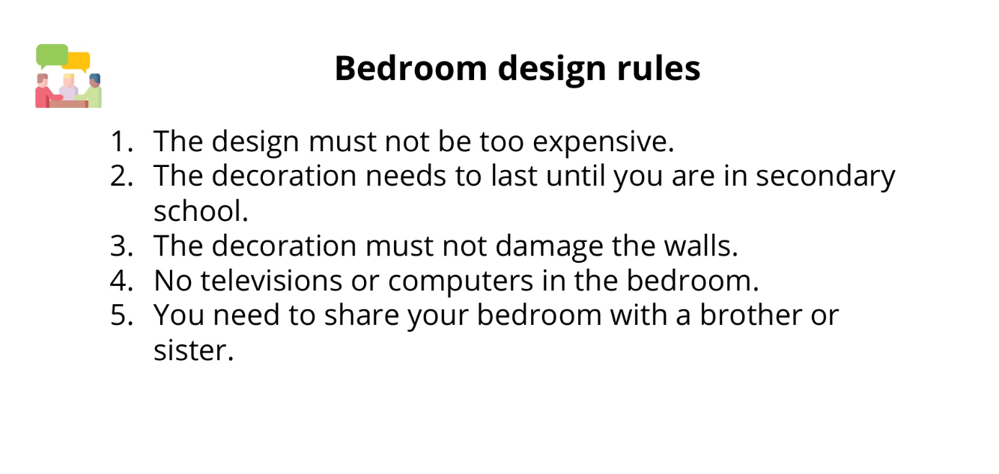 Bedroom design rules
1. The design must not be too expensive.
2. The decoration needs to last until you are in secondary
school.
3. The decoration must not damage the walls.
4. No televisions or computers in the bedroom.
5. You need to share your bedroom with a brother or
sister.